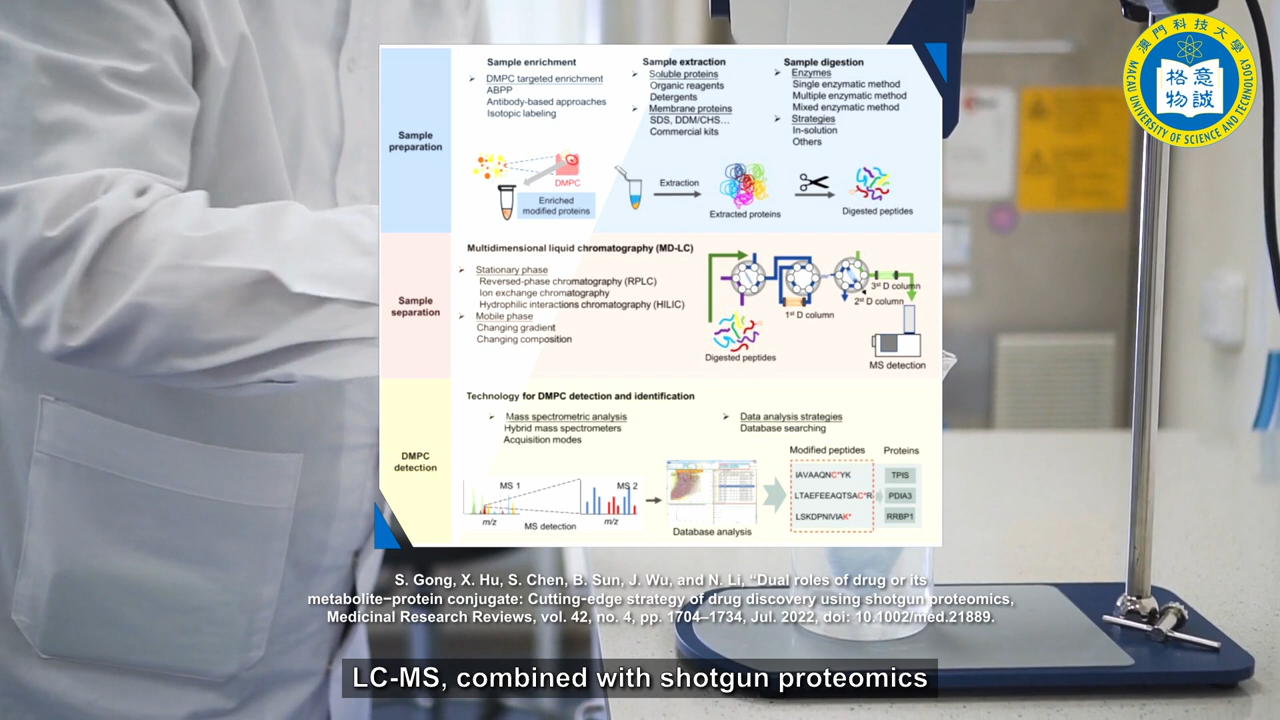 Sample enrichment
DMPC targeted enrichment
ABPP
Antibody-based approaches
Isotopic labeling
Sample extraction
Soluble proteins
Organic reagents
Detergents
Membrane proteins
SDS, DDM/CHS…
Commercial kits
Sample digestion
Enzymes
Single enzymatic method
Multiple enzymatic method
Mixed enzymatic method
Strategies
In-solution
Others
Sample
preparation
DMPC
Enriched
modified proteins
Extraction
Extracted proteins
Digested peptides
Multidimensional liquid chromatography (MD-LC)
Stationary phase
Reversed-phase chromatography (RPLC)
Ion exchange chromatography
Hydrophilic interactions chromatography (HILIC)
Mobile phase
Changing gradient
Changing composition
Sample
separation
3rd D column
2nd D column
1st D column
Digested peptides
MS detection
Technology for DMPC detection and identification
Mass spectrometric analysis
Hybrid mass spectrometers
Acquisition modes
Data analysis strategies
Database searching
DMPC
detection
MS 1
m/z
MS detection
MS 2
m/z
Database analysis
Modified peptides
IAVAAQNC*YK
LTAEFEEAQTSAC*R
LSKDPNIVIAK*
Proteins
TPIS
PDIA3
RRBP1
S. Gong, X. Hu, S. Chen, B. Sun, J. Wu, and N. Li, “Dual roles of drug or its
metabolite–protein conjugate: Cutting-edge strategy of drug discovery using shotgun proteomics,
Medicinal Research Reviews, vol. 42, no. 4, pp. 1704–1734, Jul. 2022, doi: 10.1002/med.21889.
LC-MS, combined with shotgun proteomics
澳門科技大學
格 意
物 誠
MACAU UNIVERSITY OF SCIENCE AND TECHNOLOGY